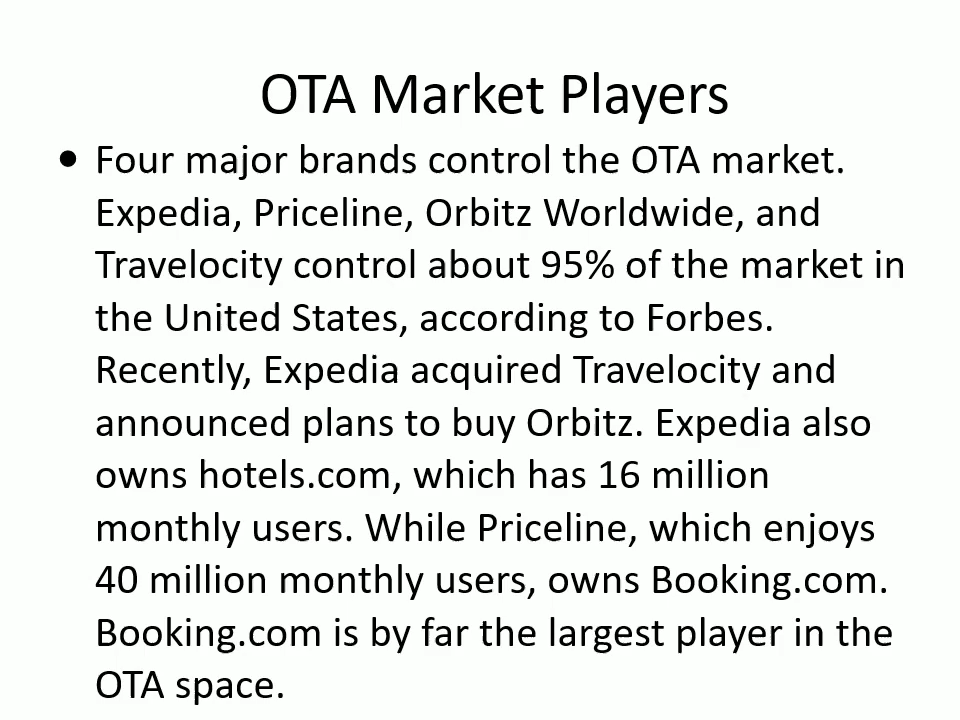 OTA Market Players
• Four major brands control the OTA market.
Expedia, Priceline, Orbitz Worldwide, and
Travelocity control about 95% of the market in
the United States, according to Forbes.
Recently, Expedia acquired Travelocity and
announced plans to buy Orbitz. Expedia also
owns hotels.com, which has 16 million
monthly users. While Priceline, which enjoys
40 million monthly users, owns Booking.com.
Booking.com is by far the largest player in the
OTA space.